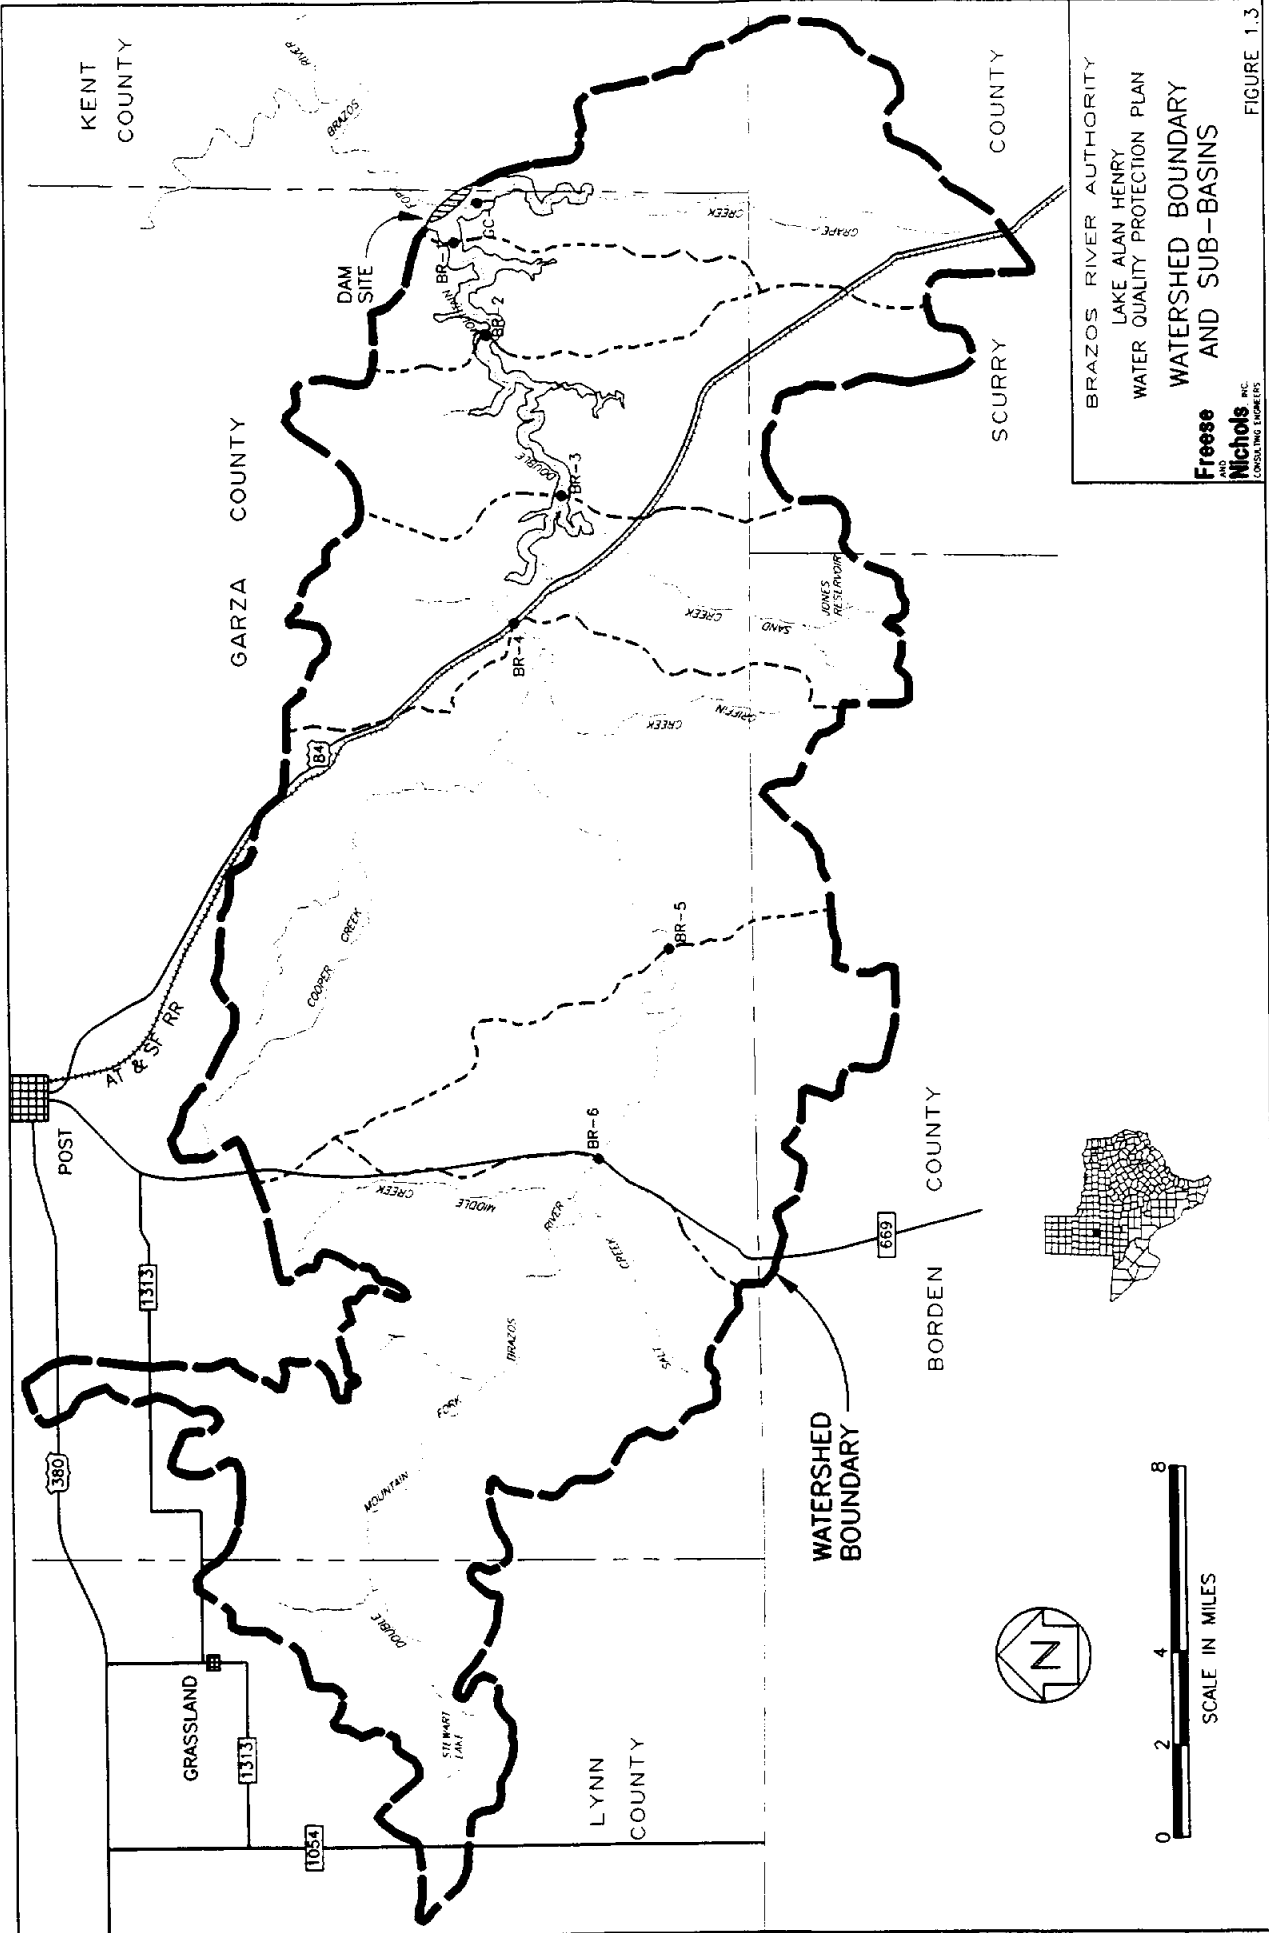 KENT
COUNTY
RIVER
BRAZOS
FOR
DAM
SITE
BR-1
GC-1
BR-2
CREEK
GRAPE
COUNTY
SCURRY
GARZA COUNTY
DOUBLE
BR-3
BR-4
84
CREEK
SAND
JONES
RESERVOIR
CREEK
GRIFFIN
COOPER CREEK
BR-5
AT & SF RR
POST
BR-6
CREEK
MIDDLE
RIVER
CREEK
SALT
BRAZOS
FORK
MOUNTAIN
DOUBLE
669
BORDEN COUNTY
WATERSHED
BOUNDARY
1313
380
GRASSLAND
1313
1054
STEWART
LAKE
LYNN
COUNTY
N
0 2 4 8
SCALE IN MILES
BRAZOS RIVER AUTHORITY
LAKE ALAN HENRY
WATER QUALITY PROTECTION PLAN
WATERSHED BOUNDARY
AND SUB-BASINS
Freese
AND
Nichols INC.
CONSULTING ENGINEERS
FIGURE 1.3